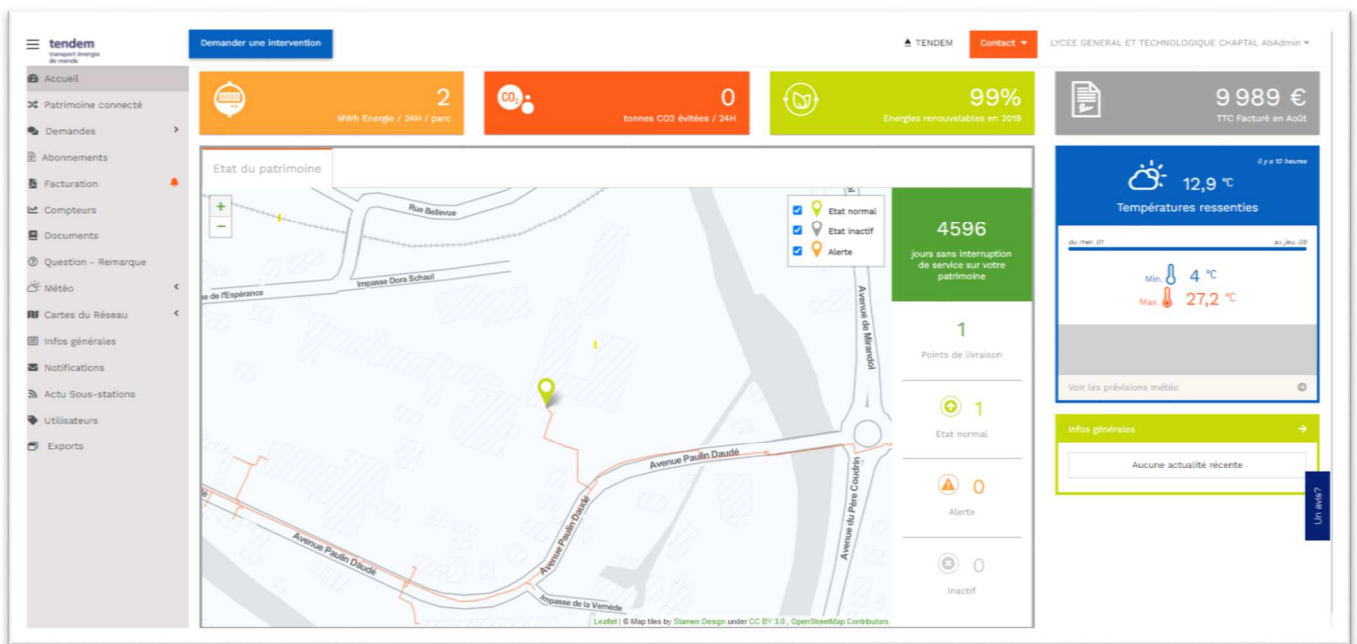 tendem
transport énergie
de mende
Demander une intervention
TENDEM
Contact
LYCEE GENERAL ET TECHNOLOGIQUE CHAPTAL AbAdmin
Accueil
Patrimoine connecté
Demandes
Abonnements
Facturation
Compteurs
Documents
Question - Remarque
Météo
Cartes du Réseau
Infos générales
Notifications
Actu Sous-stations
Utilisateurs
Exports
2
MWh Energie / 24H / parc
CO₂
0
tonnes CO2 évitées / 24H
99%
Energies renouvelables en 2019
9 989 €
TTC Facturé en Août
Etat du patrimoine
+
−
Rue Bellevue
Impasse Dora Schaul
de l'Espérance
Avenue de Mirandol
Avenue Paulin Daudé
Avenue Paulin Daudé
Avenue Paulin Daudé
Avenue du Père Coudrin
Impasse de la Vernède
Etat normal
Etat inactif
Alerte
Leaflet | © Map tiles by Stamen Design under CC BY 3.0, OpenStreetMap Contributors
4596
jours sans interruption
de service sur votre
patrimoine
1
Points de livraison
1
Etat normal
0
Alerte
0
Inactif
il y a 10 heures
12,9 °C
Températures ressenties
du mer. 01
au jeu. 09
Min. 4 °C
Max. 27,2 °C
Voir les prévisions météo
Infos générales
Aucune actualité récente
Un avis?